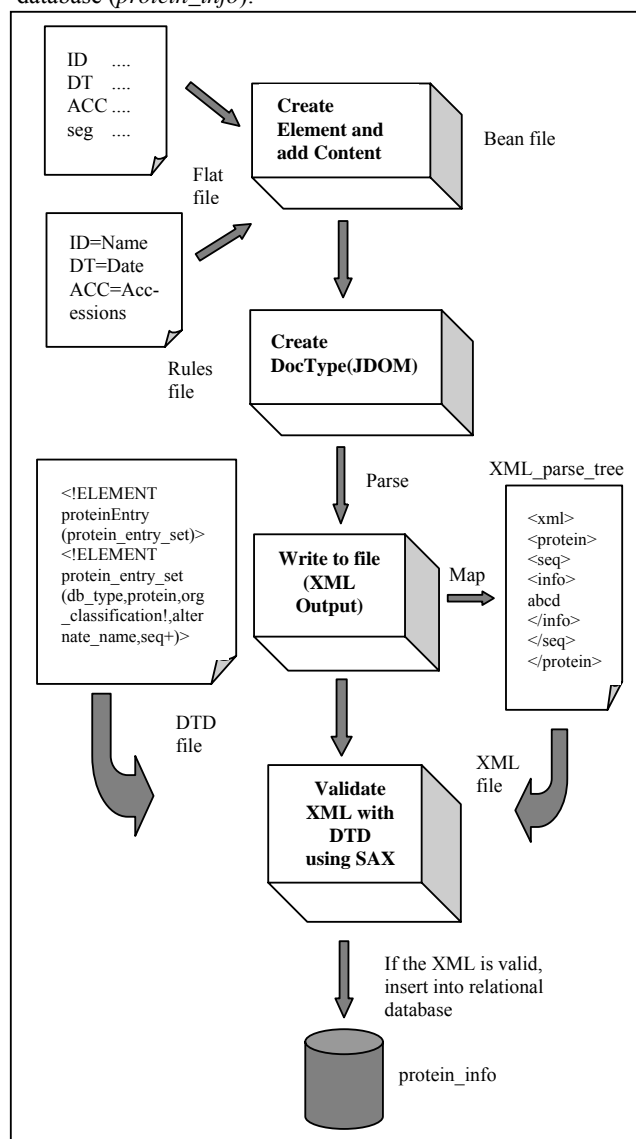 database (protein_info).
ID ....
DT ....
ACC ....
seg ....
Create
Element and
add Content
Bean file
Flat
file
ID=Name
DT=Date
ACC=Acc-
essions
Rules
file
Create
DocType(JDOM)
Parse
XML_parse_tree
<!ELEMENT
proteinEntry
(protein_entry_set)>
<!ELEMENT
protein_entry_set
(db_type,protein,org
_classification!,alter
nate_name,seq+)>
Write to file
(XML
Output)
Map
<xml>
<protein>
<seq>
<info>
abcd
</info>
</seq>
</protein>
DTD
file
XML
file
Validate
XML with
DTD
using SAX
If the XML is valid,
insert into relational
database
protein_info